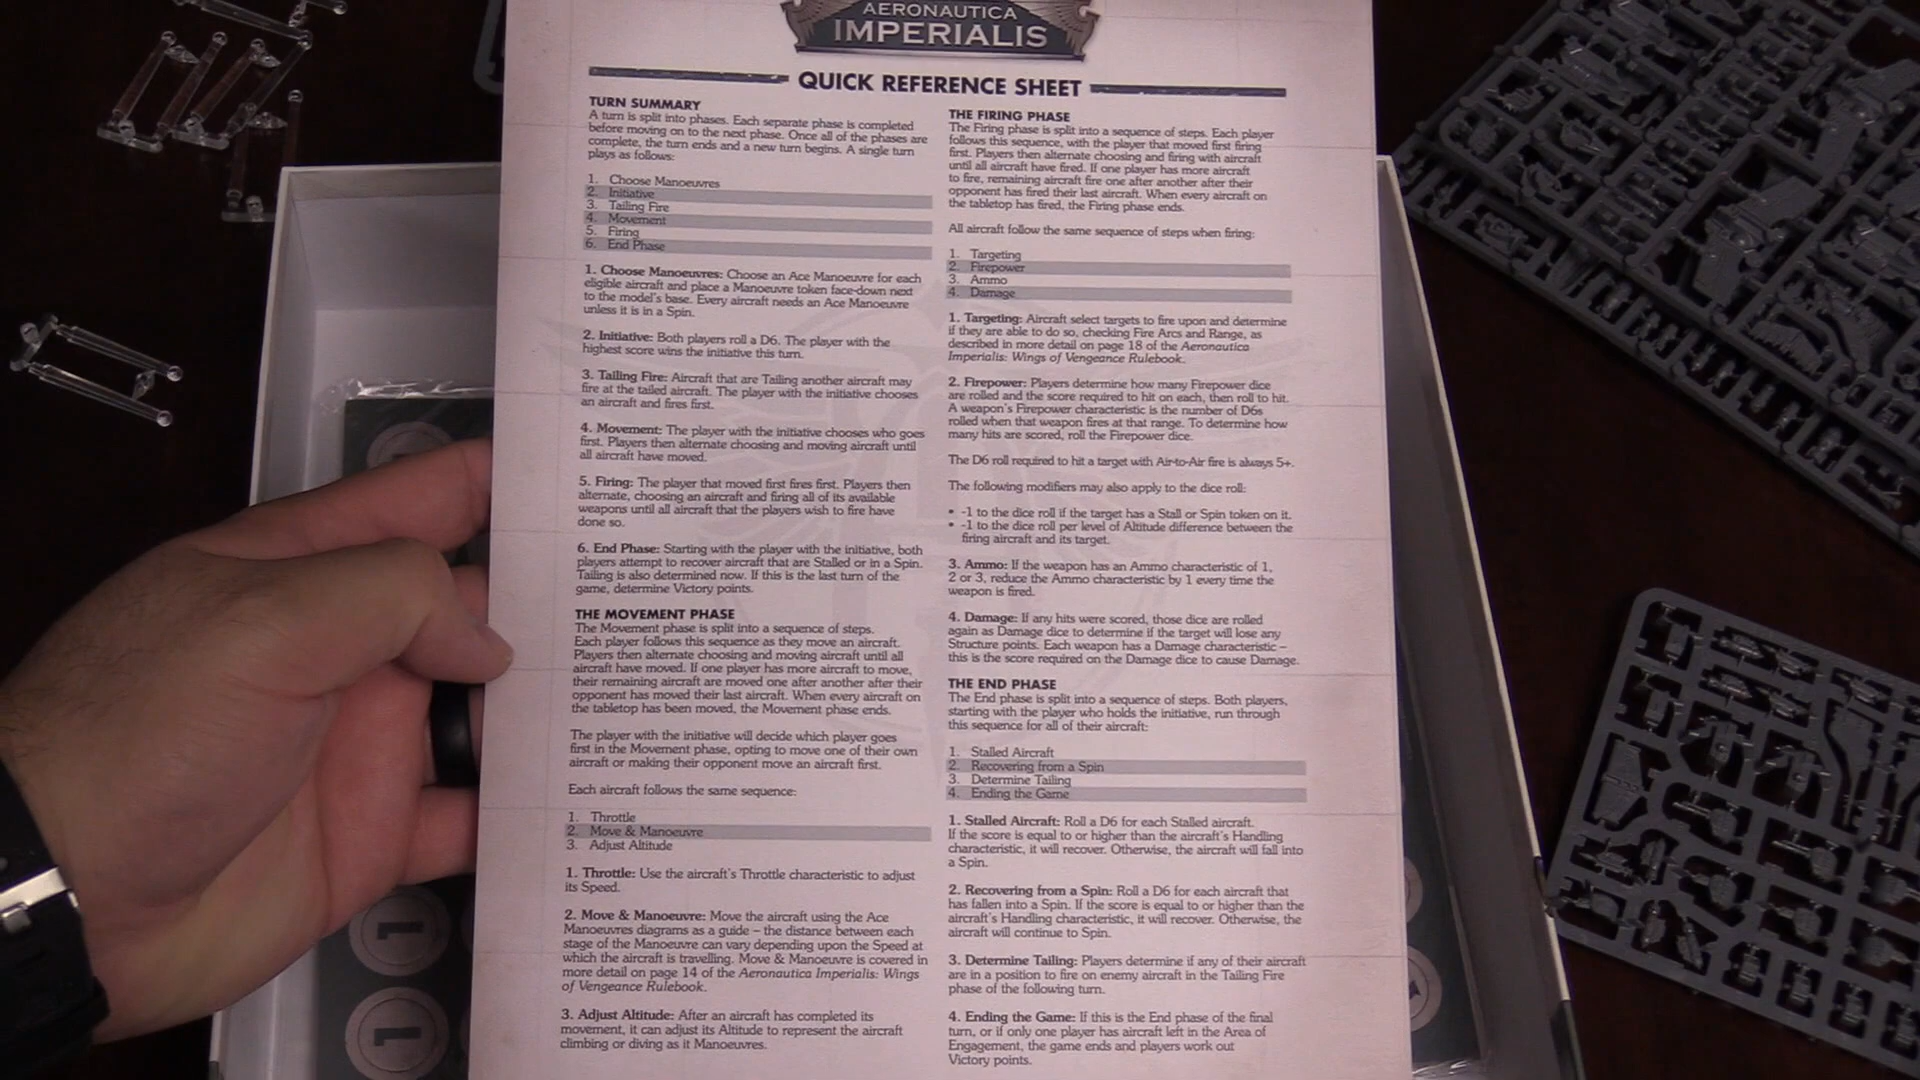 AERONAUTICA
IMPERIALIS
QUICK REFERENCE SHEET
TURN SUMMARY
A turn is split into phases. Each separate phase is completed
before moving on to the next phase. Once all of the phases are
complete, the turn ends and a new turn begins. A single turn
plays as follows:
1. Choose Manoeuvres
2. Initiative
3. Tailing Fire
4. Movement
5. Firing
6. End Phase
1. Choose Manoeuvres: Choose an Ace Manoeuvre for each
eligible aircraft and place a Manoeuvre token face-down next
to the model's base. Every aircraft needs an Ace Manoeuvre
unless it is in a Spin.
2. Initiative: Both players roll a D6. The player with the
highest score wins the initiative this turn.
3. Tailing Fire: Aircraft that are Tailing another aircraft may
fire at the tailed aircraft. The player with the initiative chooses
an aircraft and fires first.
4. Movement: The player with the initiative chooses who goes
first. Players then alternate choosing and moving aircraft until
all aircraft have moved.
5. Firing: The player that moved first fires first. Players then
alternate, choosing an aircraft and firing all of its available
weapons until all aircraft that the players wish to fire have
done so.
6. End Phase: Starting with the player with the initiative, both
players attempt to recover aircraft that are Stalled or in a Spin.
Tailing is also determined now. If this is the last turn of the
game, determine Victory points.
THE MOVEMENT PHASE
The Movement phase is split into a sequence of steps.
Each player follows this sequence as they move an aircraft.
Players then alternate choosing and moving aircraft until all
aircraft have moved. If one player has more aircraft to move,
their remaining aircraft are moved one after another after their
opponent has moved their last aircraft. When every aircraft on
the tabletop has been moved, the Movement phase ends.
The player with the initiative will decide which player goes
first in the Movement phase, opting to move one of their own
aircraft or making their opponent move an aircraft first.
Each aircraft follows the same sequence:
1. Throttle
2. Move & Manoeuvre
3. Adjust Altitude
1. Throttle: Use the aircraft's Throttle characteristic to adjust
its Speed.
2. Move & Manoeuvre: Move the aircraft using the Ace
Manoeuvres diagrams as a guide – the distance between each
stage of the Manoeuvre can vary depending upon the Speed at
which the aircraft is travelling. Move & Manoeuvre is covered in
more detail on page 14 of the Aeronautica Imperialis: Wings
of Vengeance Rulebook.
3. Adjust Altitude: After an aircraft has completed its
movement, it can adjust its Altitude to represent the aircraft
climbing or diving as it Manoeuvres.
THE FIRING PHASE
The Firing phase is split into a sequence of steps. Each player
follows this sequence, with the player that moved first firing
first. Players then alternate choosing and firing with aircraft
until all aircraft have fired. If one player has more aircraft
to fire, remaining aircraft fire one after another after their
opponent has fired their last aircraft. When every aircraft on
the tabletop has fired, the Firing phase ends.
All aircraft follow the same sequence of steps when firing:
1. Targeting
2. Firepower
3. Ammo
4. Damage
1. Targeting: Aircraft select targets to fire upon and determine
if they are able to do so, checking Fire Arcs and Range, as
described in more detail on page 18 of the Aeronautica
Imperialis: Wings of Vengeance Rulebook.
2. Firepower: Players determine how many Firepower dice
are rolled and the score required to hit on each, then roll to hit.
A weapon's Firepower characteristic is the number of D6s
rolled when that weapon fires at that range. To determine how
many hits are scored, roll the Firepower dice.
The D6 roll required to hit a target with Air-to-Air fire is always 5+.
The following modifiers may also apply to the dice roll:
• -1 to the dice roll if the target has a Stall or Spin token on it.
• -1 to the dice roll per level of Altitude difference between the
firing aircraft and its target.
3. Ammo: If the weapon has an Ammo characteristic of 1,
2 or 3, reduce the Ammo characteristic by 1 every time the
weapon is fired.
4. Damage: If any hits were scored, those dice are rolled
again as Damage dice to determine if the target will lose any
Structure points. Each weapon has a Damage characteristic –
this is the score required on the Damage dice to cause Damage.
THE END PHASE
The End phase is split into a sequence of steps. Both players,
starting with the player who holds the initiative, run through
this sequence for all of their aircraft:
1. Stalled Aircraft
2. Recovering from a Spin
3. Determine Tailing
4. Ending the Game
1. Stalled Aircraft: Roll a D6 for each Stalled aircraft.
If the score is equal to or higher than the aircraft's Handling
characteristic, it will recover. Otherwise, the aircraft will fall into
a Spin.
2. Recovering from a Spin: Roll a D6 for each aircraft that
has fallen into a Spin. If the score is equal to or higher than the
aircraft's Handling characteristic, it will recover. Otherwise, the
aircraft will continue to Spin.
3. Determine Tailing: Players determine if any of their aircraft
are in a position to fire on enemy aircraft in the Tailing Fire
phase of the following turn.
4. Ending the Game: If this is the End phase of the final
turn, or if only one player has aircraft left in the Area of
Engagement, the game ends and players work out
Victory points.
1
1